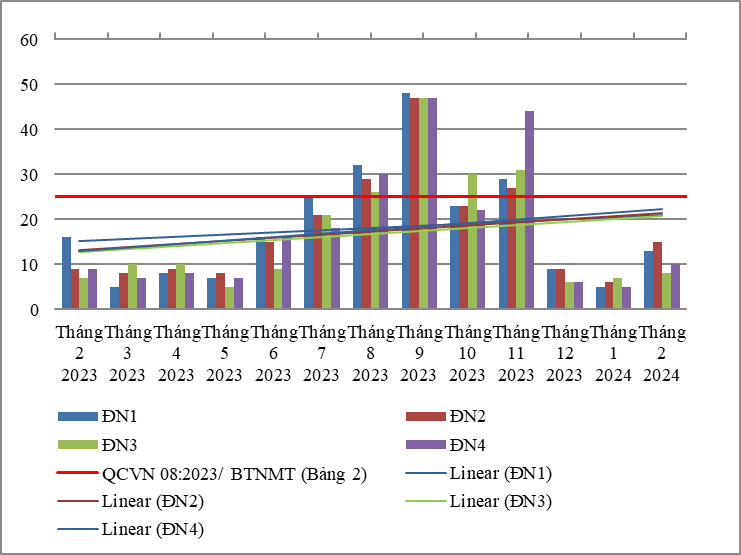 60
50
40
30
20
10
0
Tháng Tháng Tháng Tháng Tháng Tháng Tháng Tháng Tháng Tháng Tháng Tháng Tháng
2 3 4 5 6 7 8 9 10 11 12 1 2
2023 2023 2023 2023 2023 2023 2023 2023 2023 2023 2023 2024 2024
ĐN1 ĐN2
ĐN3 ĐN4
QCVN 08:2023/ BTNMT (Bảng 2) Linear (ĐN1)
Linear (ĐN2) Linear (ĐN3)
Linear (ĐN4)